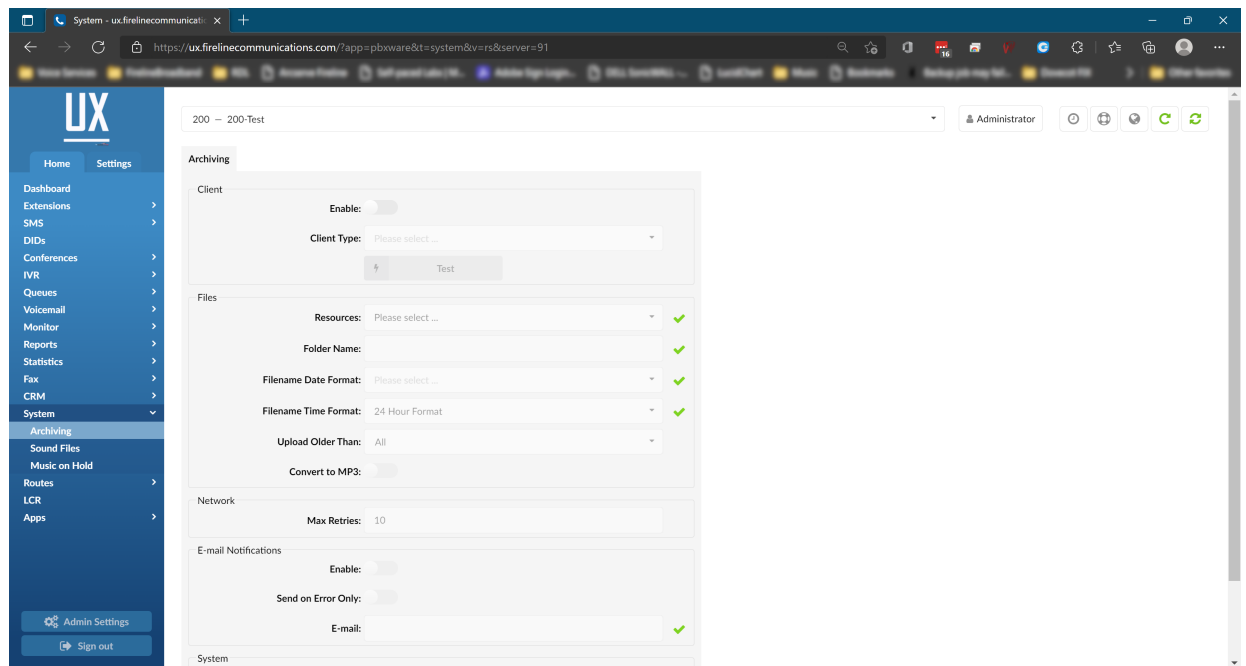 System - ux.firelinecommunicatic
https://ux.firelinecommunications.com/?app=pbxware&t=system&v=rs&server=91
16
UX
200 — 200-Test
Administrator
Home Settings
Archiving
Dashboard
Extensions
SMS
DIDs
Conferences
IVR
Queues
Voicemail
Monitor
Reports
Statistics
Fax
CRM
System
Archiving
Sound Files
Music on Hold
Routes
LCR
Apps
Admin Settings
Sign out
Client
Enable:
Client Type: Please select ...
Test
Files
Resources: Please select ...
Folder Name:
Filename Date Format: Please select ...
Filename Time Format: 24 Hour Format
Upload Older Than: All
Convert to MP3:
Network
Max Retries: 10
E-mail Notifications
Enable:
Send on Error Only:
E-mail:
System